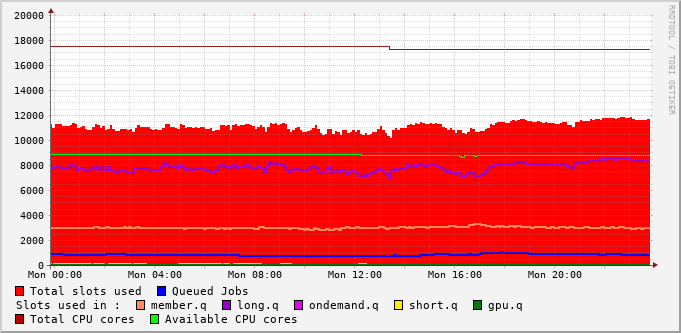 20000
18000
16000
14000
12000
10000
8000
6000
4000
2000
0
Mon 00:00 Mon 04:00 Mon 08:00 Mon 12:00 Mon 16:00 Mon 20:00
Total slots used Queued Jobs
Slots used in : member.q long.q ondemand.q short.q gpu.q
Total CPU cores Available CPU cores
RRDTOOL / TOBI OETIKER